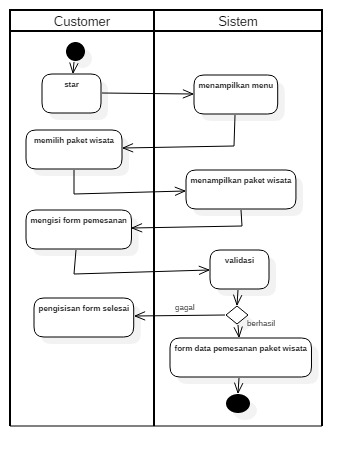 Customer
Sistem
star
menampilkan menu
memilih paket wisata
menampilkan paket wisata
mengisi form pemesanan
validasi
pengisisan form selesai
gagal
berhasil
form data pemesanan paket wisata